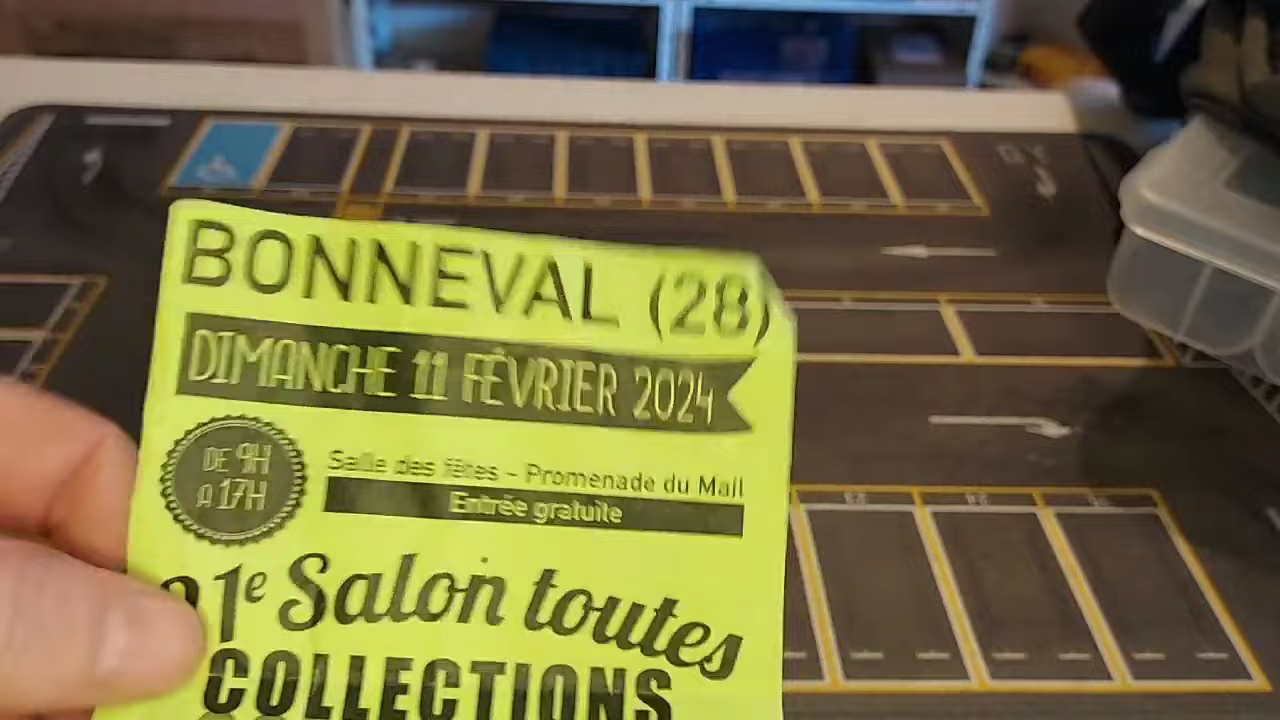 BONNEVAL (28)
DIMANCHE 11 FÉVRIER 2024
DE 9H
A 17H
Salle des fêtes - Promenade du Mail
Entrée gratuite
1e Salon toutes
COLLECTIONS